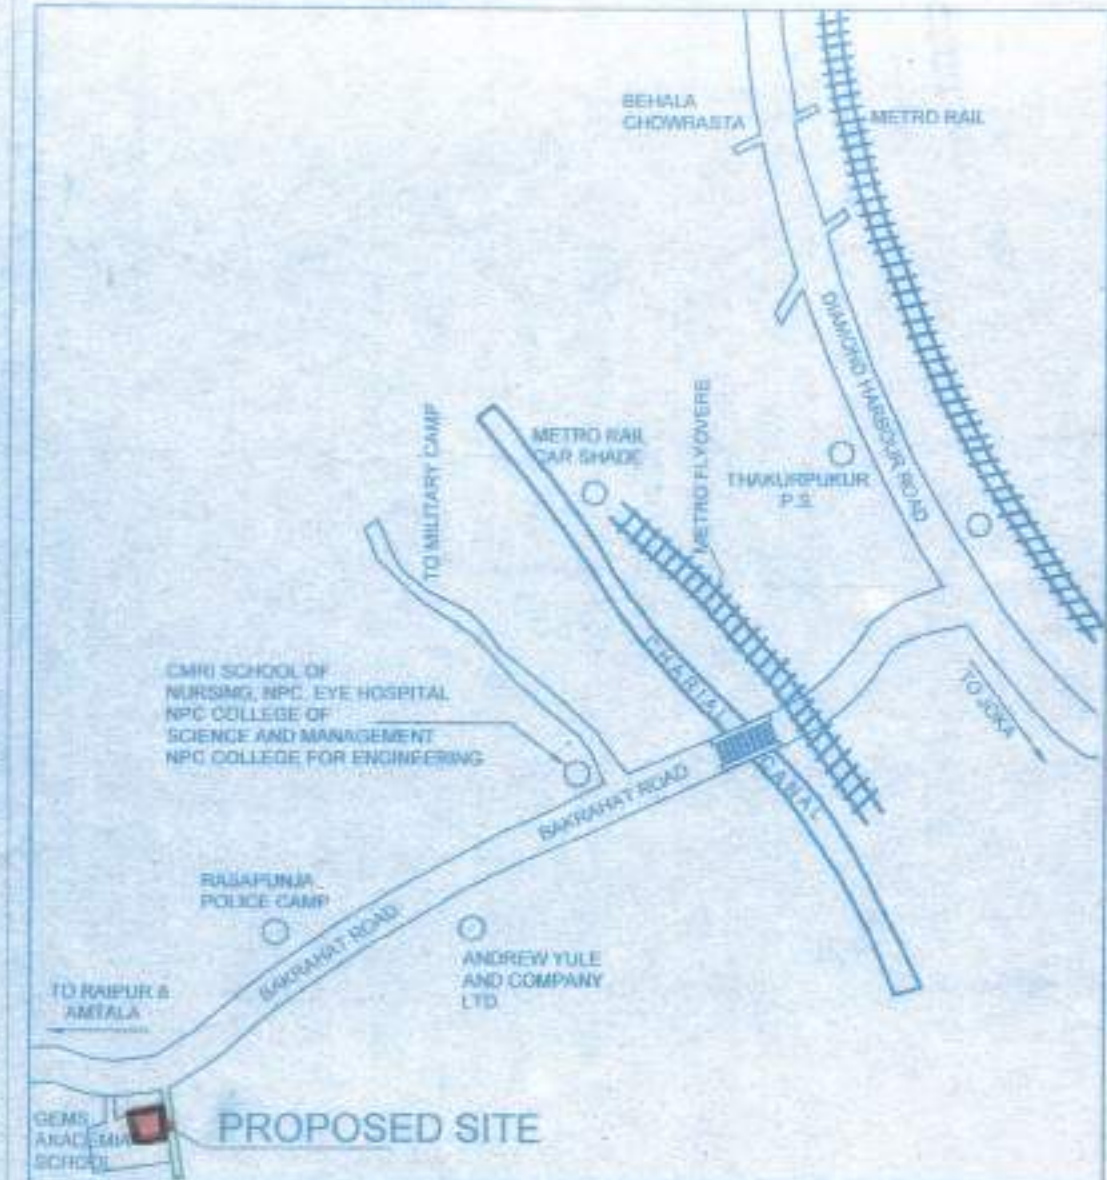 BEHALA
CHOWRASTA
METRO RAIL
DIAMOND HARBOUR ROAD
TO MILITARY CAMP
METRO RAIL
CAR SHADE
METRO FLYOVERE
THAKURPUKUR
P.S.
CHARIAL
CANAL
TO JOKA
CMRI SCHOOL OF
NURSING, NPC, EYE HOSPITAL
NPC COLLEGE OF
SCIENCE AND MANAGEMENT
NPC COLLEGE FOR ENGINEERING
BAKRAHAT ROAD
RASAPUNJA
POLICE CAMP
BAKRAHAT ROAD
ANDREW YULE
AND COMPANY
LTD
TO RAIPUR &
AMTALA
GEMS
AKADEMIA
SCHOOL
PROPOSED SITE